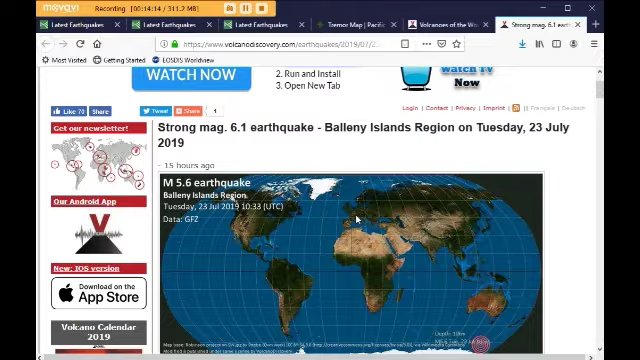 movavi Recording 00:14:14 / 311.2 MB
Latest Earthquakes Latest Earthquakes Latest Earthquakes Tremor Map | Pacific Volcanoes of the Wo Strong mag. 6.1 earth
https://www.volcanodiscovery.com/earthquakes/2019/07/2
Most Visited Getting Started EOSDIS Worldview
WATCH NOW
2. Run and Install
3. Open New Tab
Watch TV
Now
Like 70 Share Tweet Share 1
Login | Contact | Privacy | Imprint | Français | Deutsch
Get our newsletter!
Our Android App
New: iOS version
Download on the
App Store
Volcano Calendar
2019
Strong mag. 6.1 earthquake - Balleny Islands Region on Tuesday, 23 July
2019
- 15 hours ago
M 5.6 earthquake
Balleny Islands Region
Tuesday, 23 Jul 2019 10:33 (UTC)
Data: GFZ